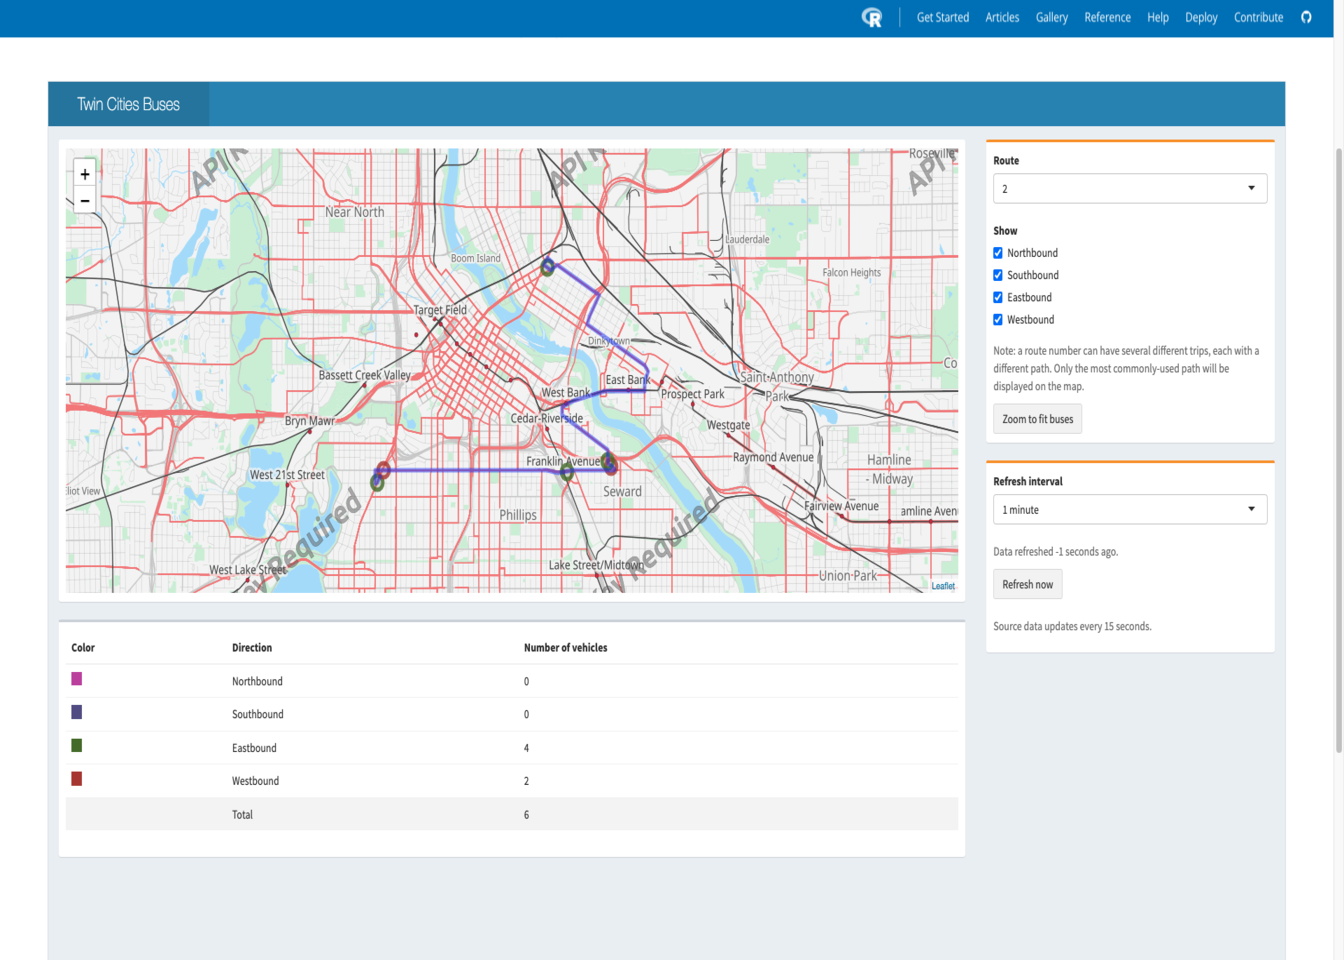 Get Started Articles Gallery Reference Help Deploy Contribute
Twin Cities Buses
+
−
API
API
API
Roseville
Near North
Lauderdale
Boom Island
Falcon Heights
Target Field
Dinkytown
Co
Bassett Creek Valley
East Bank
Saint-Anthony
Park
West Bank
Prospect Park
Bryn Mawr
Cedar-Riverside
Westgate
Franklin Avenue
Raymond Avenue
Hamline
- Midway
West 21st Street
Seward
Phillips
Fairview Avenue
amline Aven
Required
Required
West Lake Street
Lake Street/Midtown
Union Park
Leaflet
Route
2
Show
Northbound
Southbound
Eastbound
Westbound
Note: a route number can have several different trips, each with a
different path. Only the most commonly-used path will be
displayed on the map.
Zoom to fit buses
Refresh interval
1 minute
Data refreshed -1 seconds ago.
Refresh now
Source data updates every 15 seconds.
Color Direction Number of vehicles
Northbound 0
Southbound 0
Eastbound 4
Westbound 2
Total 6